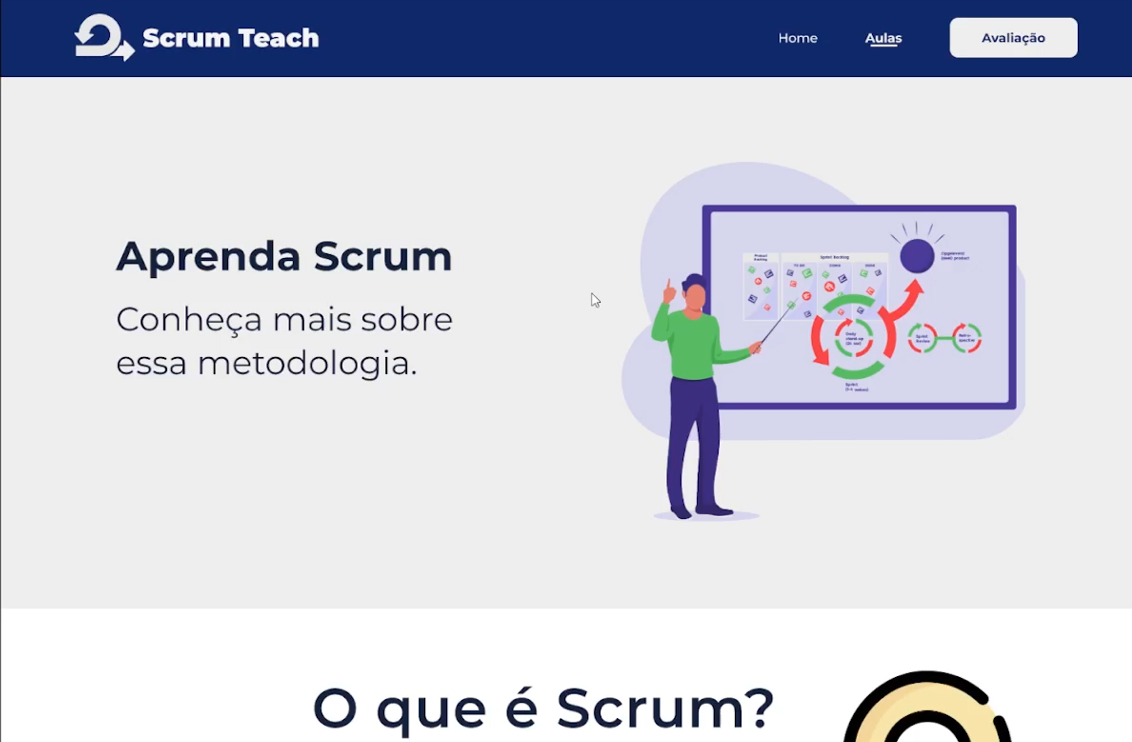 Scrum Teach
Home
Aulas
Avaliação
Aprenda Scrum
Conheça mais sobre
essa metodologia.
O que é Scrum?